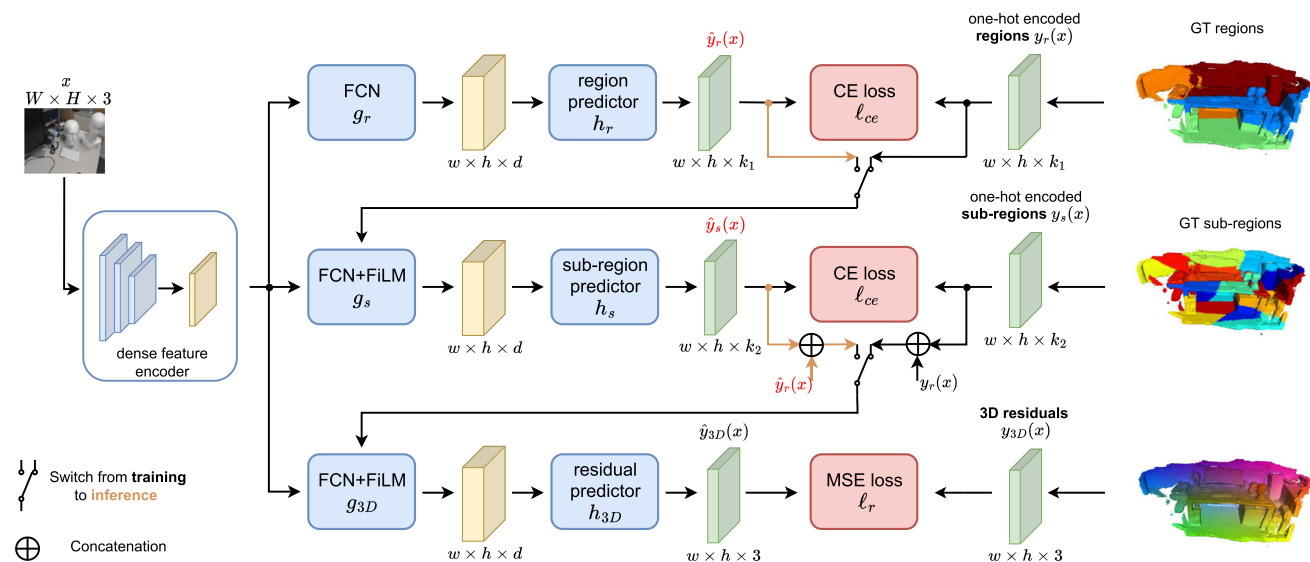 x
W × H × 3
dense feature
encoder
FCN
g_r
w × h × d
region
predictor
h_r
ŷ_r(x)
w × h × k_1
CE loss
ℓ_ce
one-hot encoded
regions y_r(x)
w × h × k_1
GT regions
FCN+FiLM
g_s
w × h × d
sub-region
predictor
h_s
ŷ_s(x)
w × h × k_2
CE loss
ℓ_ce
one-hot encoded
sub-regions y_s(x)
w × h × k_2
GT sub-regions
ŷ_r(x)
y_r(x)
FCN+FiLM
g_3D
w × h × d
residual
predictor
h_3D
ŷ_3D(x)
w × h × 3
MSE loss
ℓ_r
3D residuals
y_3D(x)
w × h × 3
Switch from training
to inference
Concatenation